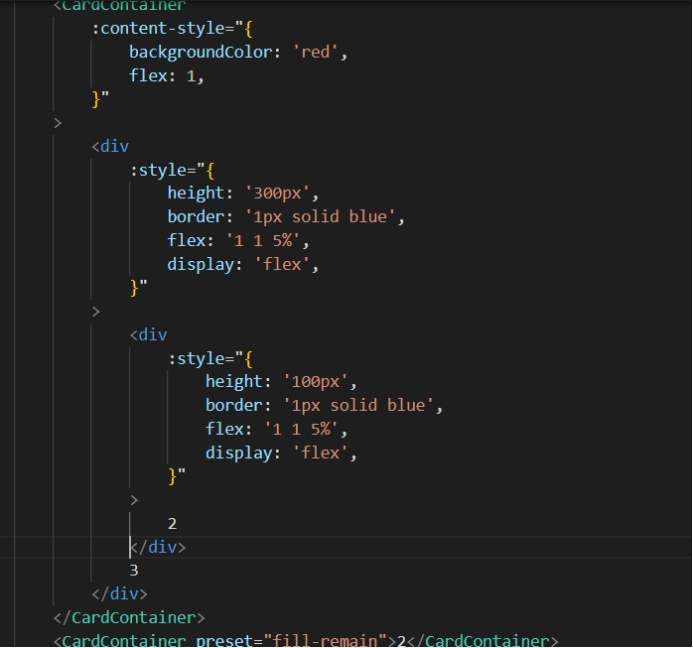 <CardContainer
:content-style="{
backgroundColor: 'red',
flex: 1,
}"
>
<div
:style="{
height: '300px',
border: '1px solid blue',
flex: '1 1 5%',
display: 'flex',
}"
>
<div
:style="{
height: '100px',
border: '1px solid blue',
flex: '1 1 5%',
display: 'flex',
}"
>
2
</div>
3
</div>
</CardContainer>
<CardContainer preset="fill-remain">2</CardContainer>